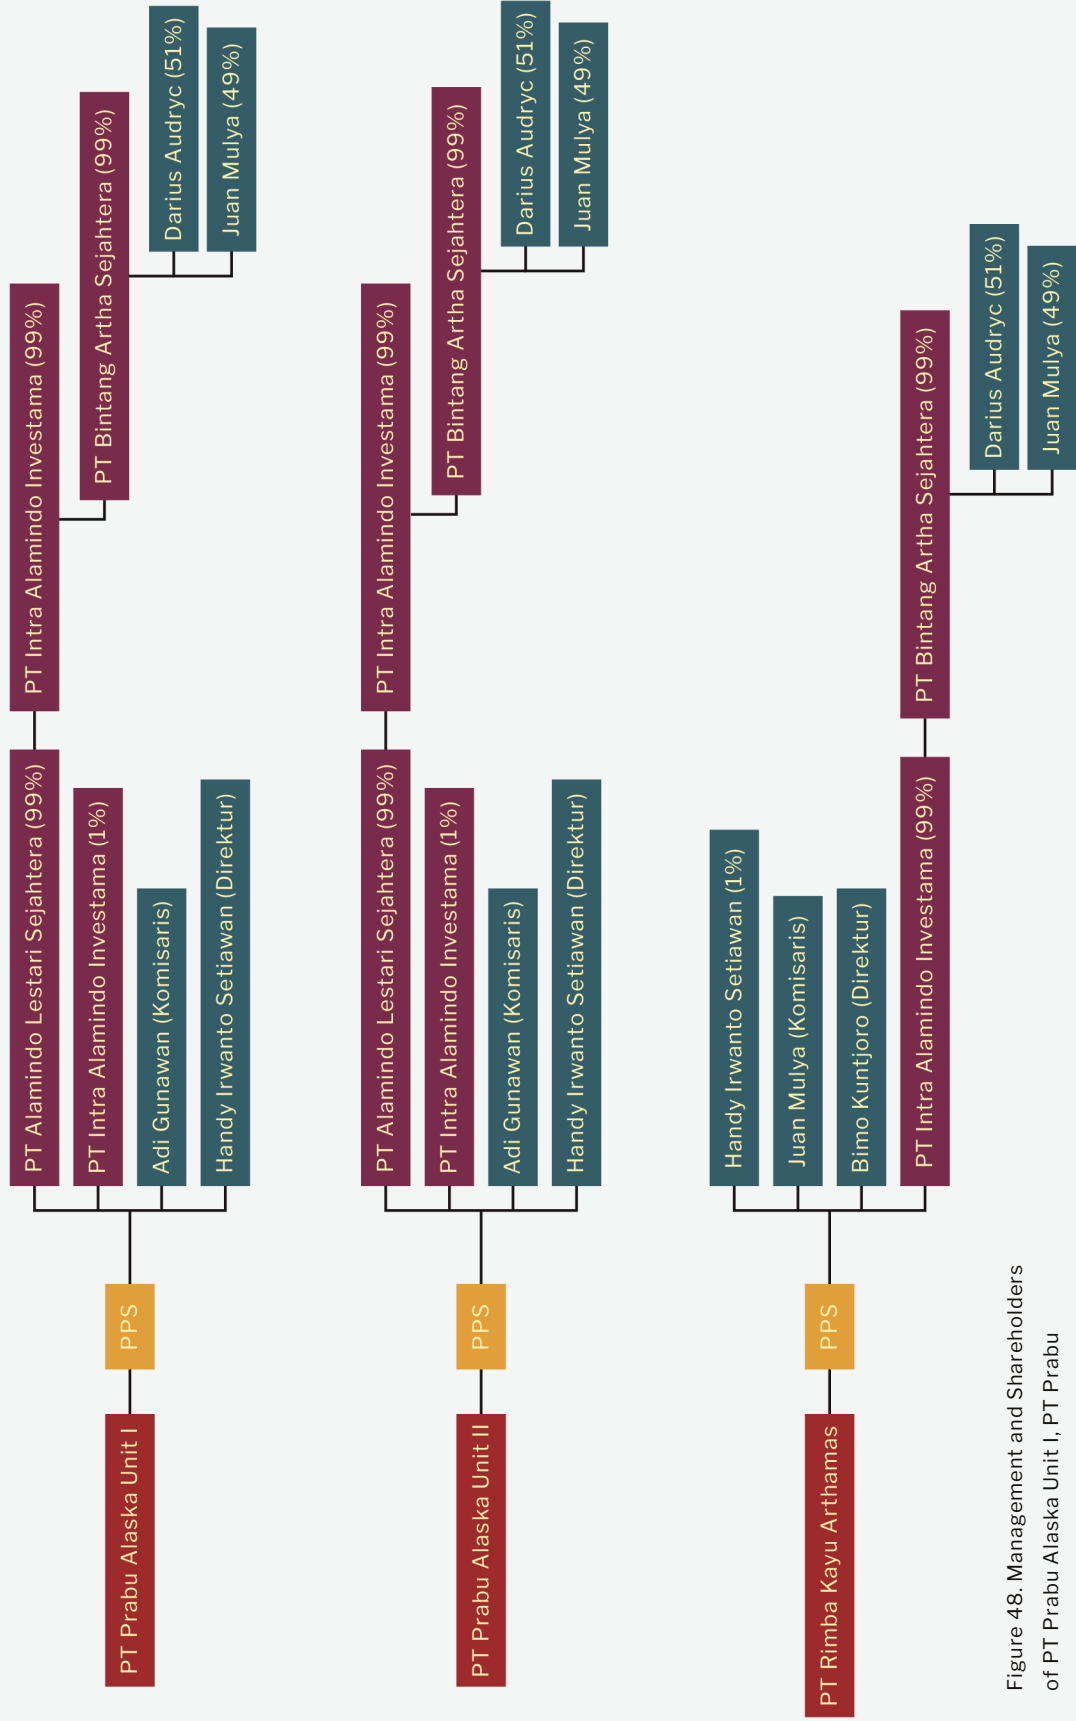 PT Prabu Alaska Unit I
PPS
PT Alamindo Lestari Sejahtera (99%)
PT Intra Alamindo Investama (99%)
PT Bintang Artha Sejahtera (99%)
Darius Audryc (51%)
Juan Mulya (49%)
PT Intra Alamindo Investama (1%)
Adi Gunawan (Komisaris)
Handy Irwanto Setiawan (Direktur)
PT Prabu Alaska Unit II
PPS
PT Alamindo Lestari Sejahtera (99%)
PT Intra Alamindo Investama (99%)
PT Bintang Artha Sejahtera (99%)
Darius Audryc (51%)
Juan Mulya (49%)
PT Intra Alamindo Investama (1%)
Adi Gunawan (Komisaris)
Handy Irwanto Setiawan (Direktur)
PT Rimba Kayu Arthamas
PPS
Handy Irwanto Setiawan (1%)
Juan Mulya (Komisaris)
Bimo Kuntjoro (Direktur)
PT Intra Alamindo Investama (99%)
PT Bintang Artha Sejahtera (99%)
Darius Audryc (51%)
Juan Mulya (49%)
Figure 48. Management and Shareholders
of PT Prabu Alaska Unit I, PT Prabu